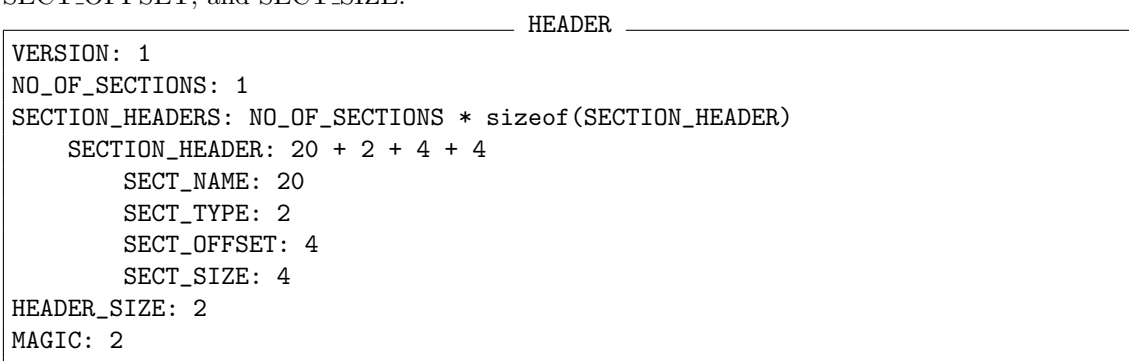 SECT_OFFSET, and SECT_SIZE.
HEADER
VERSION: 1
NO_OF_SECTIONS: 1
SECTION_HEADERS: NO_OF_SECTIONS * sizeof(SECTION_HEADER)
SECTION_HEADER: 20 + 2 + 4 + 4
SECT_NAME: 20
SECT_TYPE: 2
SECT_OFFSET: 4
SECT_SIZE: 4
HEADER_SIZE: 2
MAGIC: 2